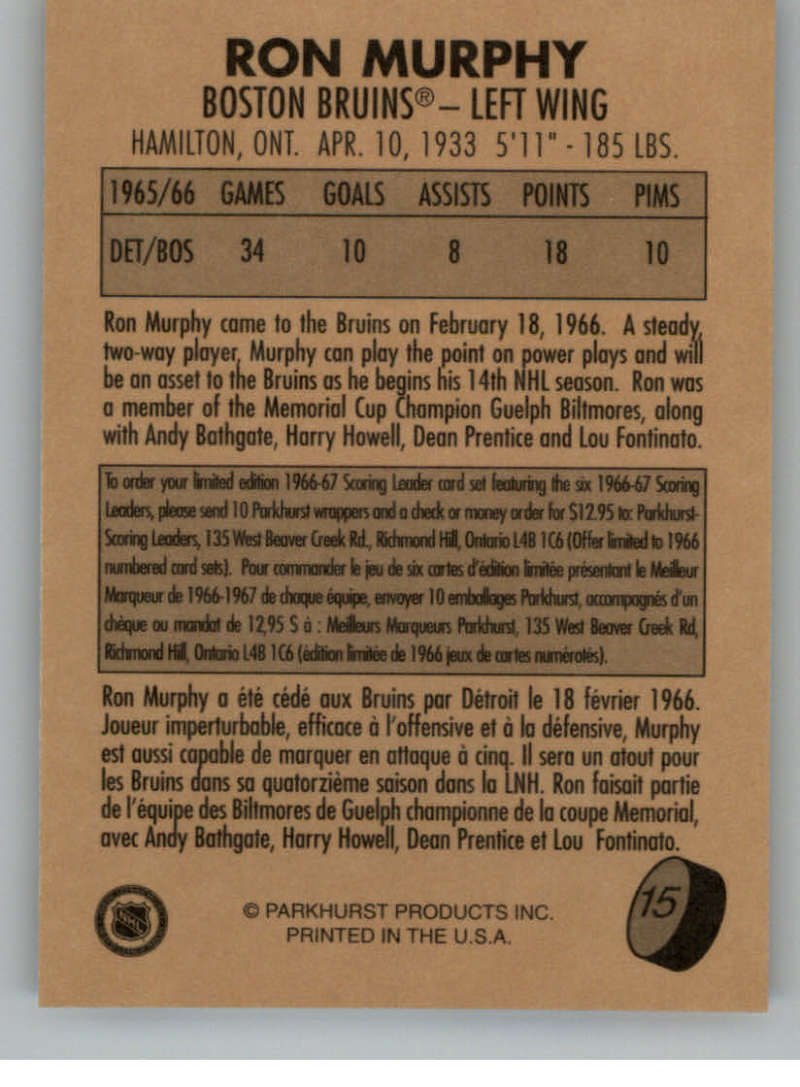 RON MURPHY
BOSTON BRUINS® – LEFT WING
HAMILTON, ONT. APR. 10, 1933 5'11" - 185 LBS.
1965/66 GAMES GOALS ASSISTS POINTS PIMS
DET/BOS 34 10 8 18 10
Ron Murphy came to the Bruins on February 18, 1966. A steady,
two-way player, Murphy can play the point on power plays and will
be an asset to the Bruins as he begins his 14th NHL season. Ron was
a member of the Memorial Cup Champion Guelph Biltmores, along
with Andy Bathgate, Harry Howell, Dean Prentice and Lou Fontinato.
To order your limited edition 1966-67 Scoring Leader card set featuring the six 1966-67 Scoring
Leaders, please send 10 Parkhurst wrappers and a check or money order for $12.95 to: Parkhurst-
Scoring Leaders, 135 West Beaver Creek Rd., Richmond Hill, Ontario L4B 1C6 (Offer limited to 1966
numbered card sets). Pour commander le jeu de six cartes d'édition limitée présentant le Meilleur
Marqueur de 1966-1967 de chaque équipe, envoyer 10 emballages Parkhurst, accompagnés d'un
chèque ou mandat de 12,95 $ à : Meilleurs Marqueurs Parkhurst, 135 West Beaver Creek Rd,
Richmond Hill, Ontario L4B 1C6 (édition limitée de 1966 jeux de cartes numérotés).
Ron Murphy a été cédé aux Bruins par Détroit le 18 février 1966.
Joueur imperturbable, efficace à l'offensive et à la défensive, Murphy
est aussi capable de marquer en attaque à cinq. Il sera un atout pour
les Bruins dans sa quatorzième saison dans la LNH. Ron faisait partie
de l'équipe des Biltmores de Guelph championne de la coupe Memorial,
avec Andy Bathgate, Harry Howell, Dean Prentice et Lou Fontinato.
15
© PARKHURST PRODUCTS INC.
PRINTED IN THE U.S.A.
NHL